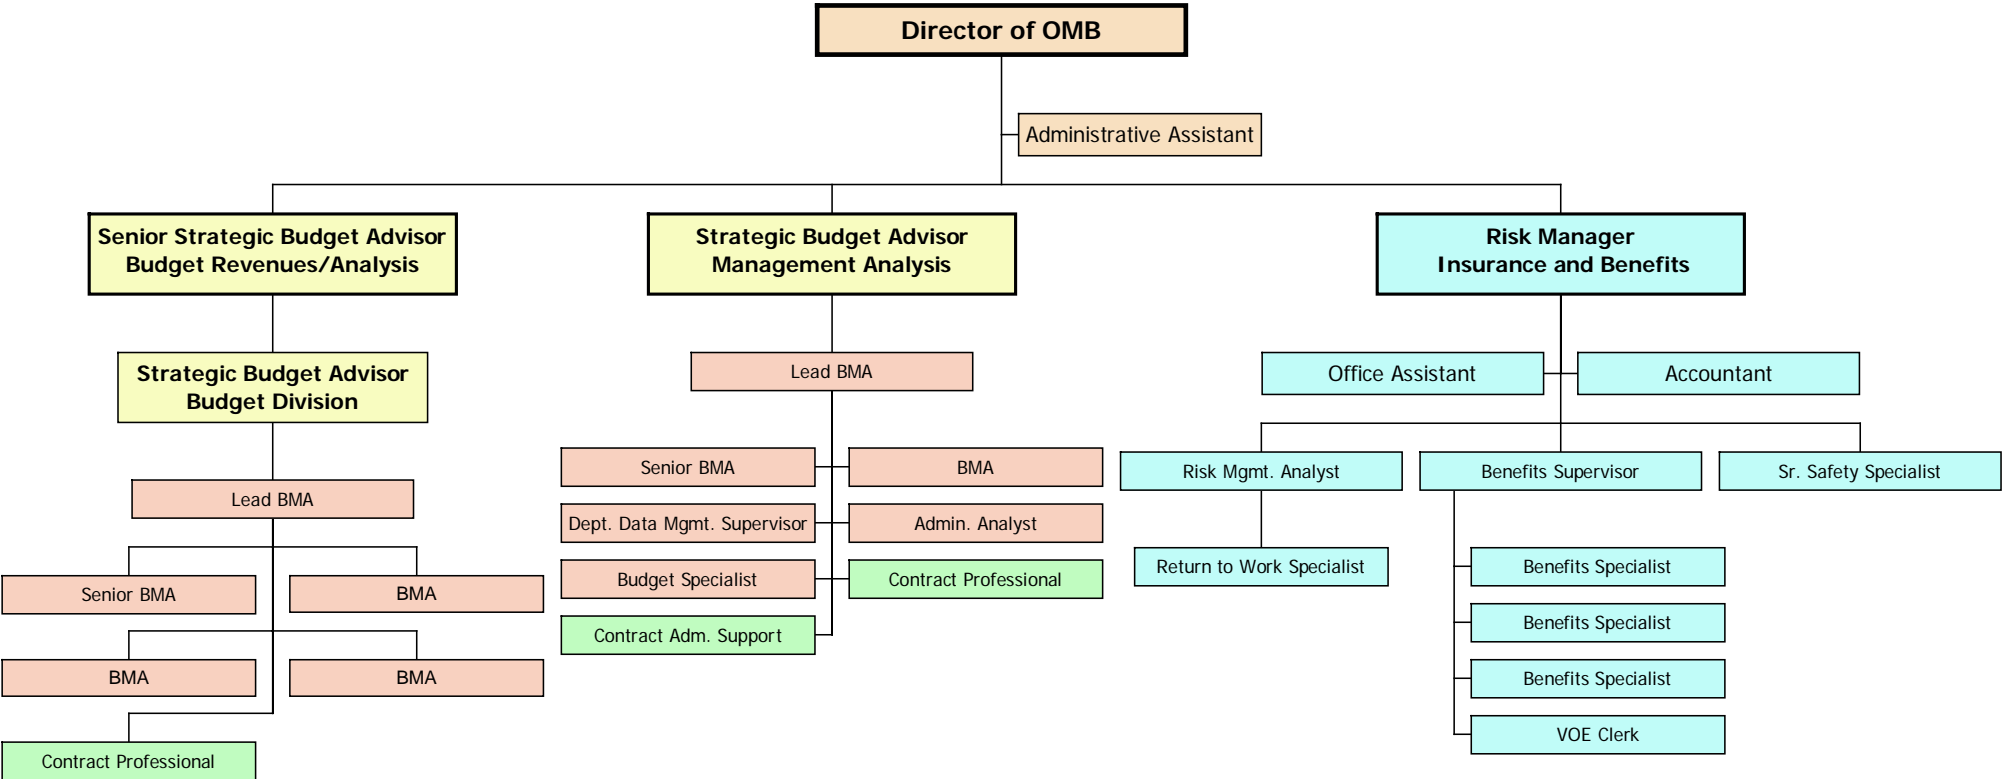 Director of OMB
Administrative Assistant
Senior Strategic Budget Advisor
Budget Revenues/Analysis
Strategic Budget Advisor
Management Analysis
Risk Manager
Insurance and Benefits
Strategic Budget Advisor
Budget Division
Lead BMA
Office Assistant
Accountant
Senior BMA
BMA
Risk Mgmt. Analyst
Benefits Supervisor
Sr. Safety Specialist
Lead BMA
Dept. Data Mgmt. Supervisor
Admin. Analyst
Return to Work Specialist
Benefits Specialist
Senior BMA
BMA
Budget Specialist
Contract Professional
Contract Adm. Support
Benefits Specialist
BMA
BMA
Benefits Specialist
VOE Clerk
Contract Professional